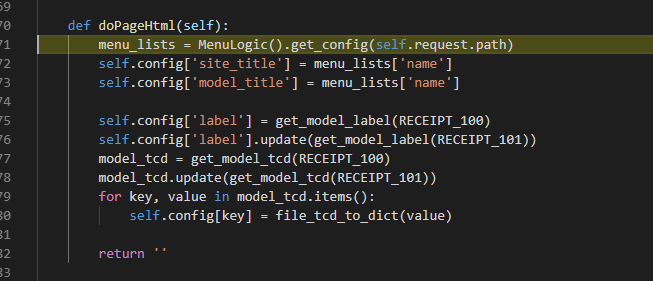 69
70 def doPageHtml(self):
71 menu_lists = MenuLogic().get_config(self.request.path)
72 self.config['site_title'] = menu_lists['name']
73 self.config['model_title'] = menu_lists['name']
74
75 self.config['label'] = get_model_label(RECEIPT_100)
76 self.config['label'].update(get_model_label(RECEIPT_101))
77 model_tcd = get_model_tcd(RECEIPT_100)
78 model_tcd.update(get_model_tcd(RECEIPT_101))
79 for key, value in model_tcd.items():
80 self.config[key] = file_tcd_to_dict(value)
81
82 return ''
83